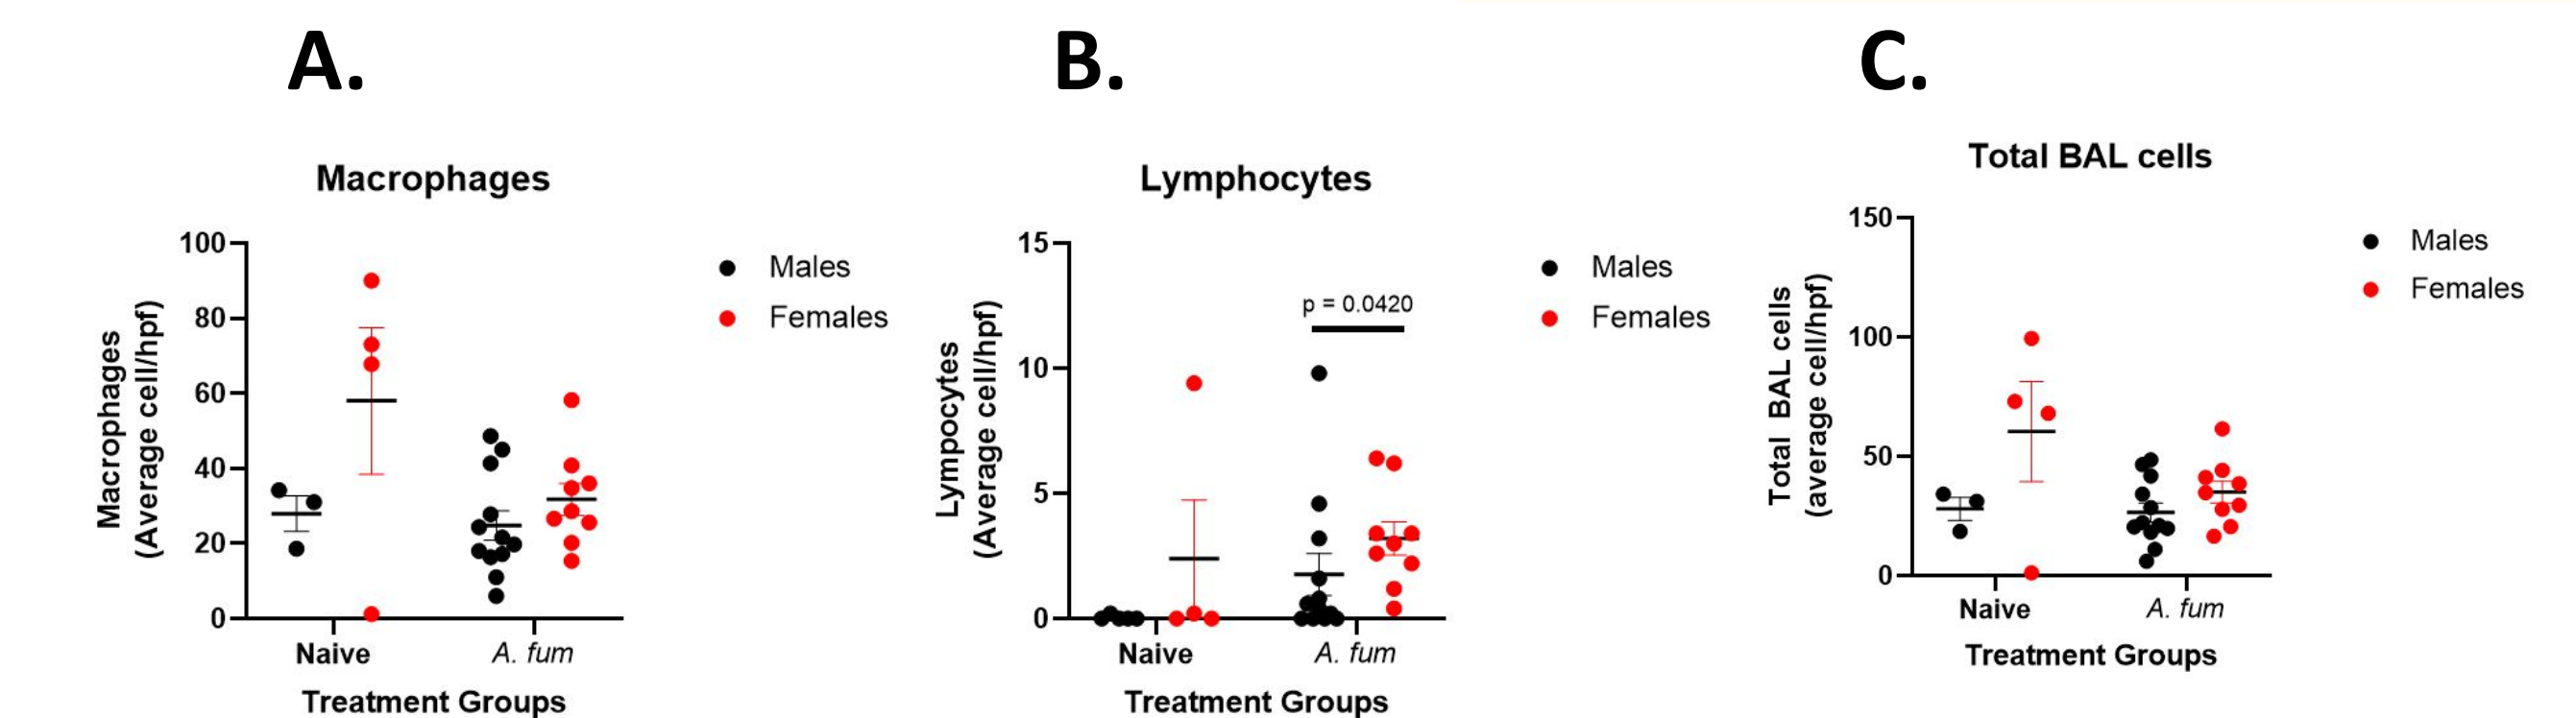 A.
Macrophages
Macrophages
(Average cell/hpf)
100
80
60
40
20
0
Naive
A. fum
Treatment Groups
Males
Females
B.
Lymphocytes
Lympocytes
(Average cell/hpf)
15
10
5
0
p = 0.0420
Naive
A. fum
Treatment Groups
Males
Females
C.
Total BAL cells
Total BAL cells
(average cell/hpf)
150
100
50
0
Naive
A. fum
Treatment Groups
Males
Females